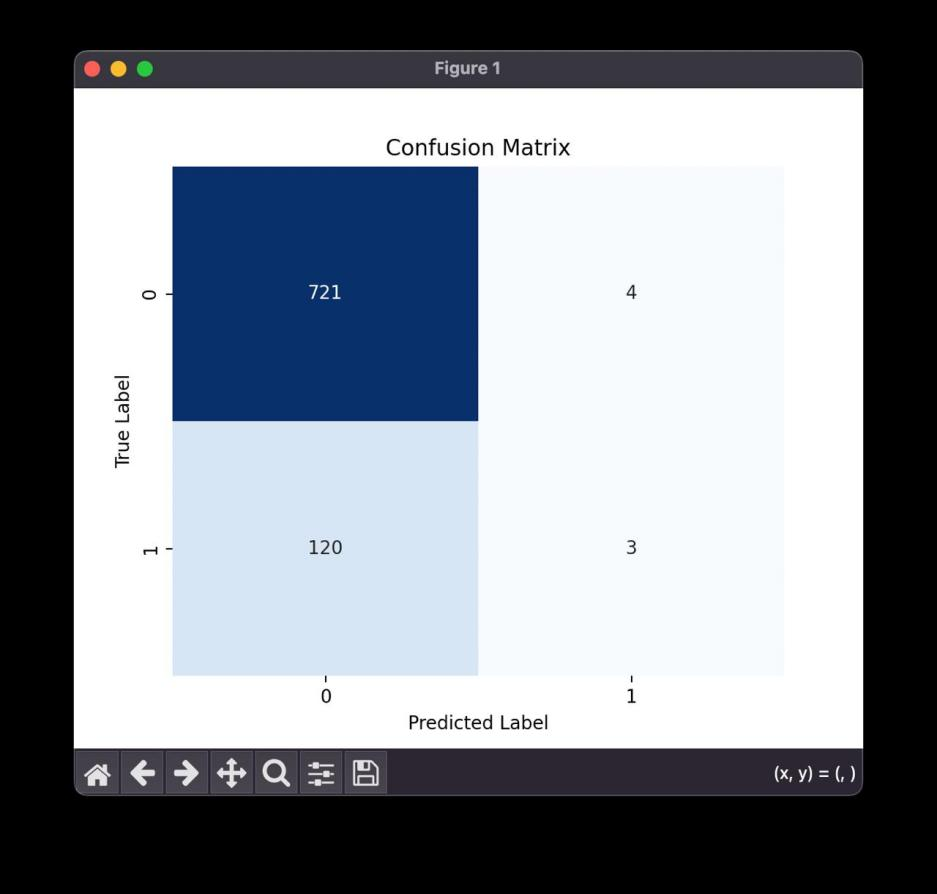 Figure 1
Confusion Matrix
True Label
0
721
4
1
120
3
0
1
Predicted Label
(x, y) = (, )